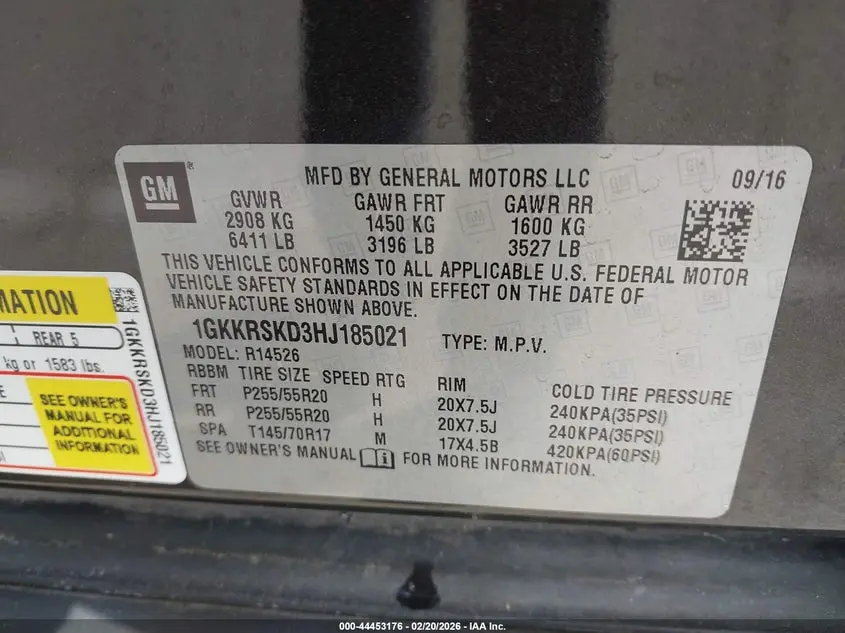 GM
MFD BY GENERAL MOTORS LLC 09/16
GVWR GAWR FRT GAWR RR
2908 KG 1450 KG 1600 KG
6411 LB 3196 LB 3527 LB
THIS VEHICLE CONFORMS TO ALL APPLICABLE U.S. FEDERAL MOTOR
VEHICLE SAFETY STANDARDS IN EFFECT ON THE DATE OF
MANUFACTURE SHOWN ABOVE.
1GKKRSKD3HJ185021 TYPE: M.P.V.
MODEL: R14526
RBBM TIRE SIZE SPEED RTG RIM COLD TIRE PRESSURE
FRT P255/55R20 H 20X7.5J 240KPA(35PSI)
RR P255/55R20 H 20X7.5J 240KPA(35PSI)
SPA T145/70R17 M 17X4.5B 420KPA(60PSI)
SEE OWNER'S MANUAL i FOR MORE INFORMATION.
MATION
REAR 5
kg or 1583 lbs.
SEE OWNER'S
MANUAL FOR
ADDITIONAL
INFORMATION
1GKKRSKD3HJ185021
000-44453176 – 02/20/2026 – IAA Inc.